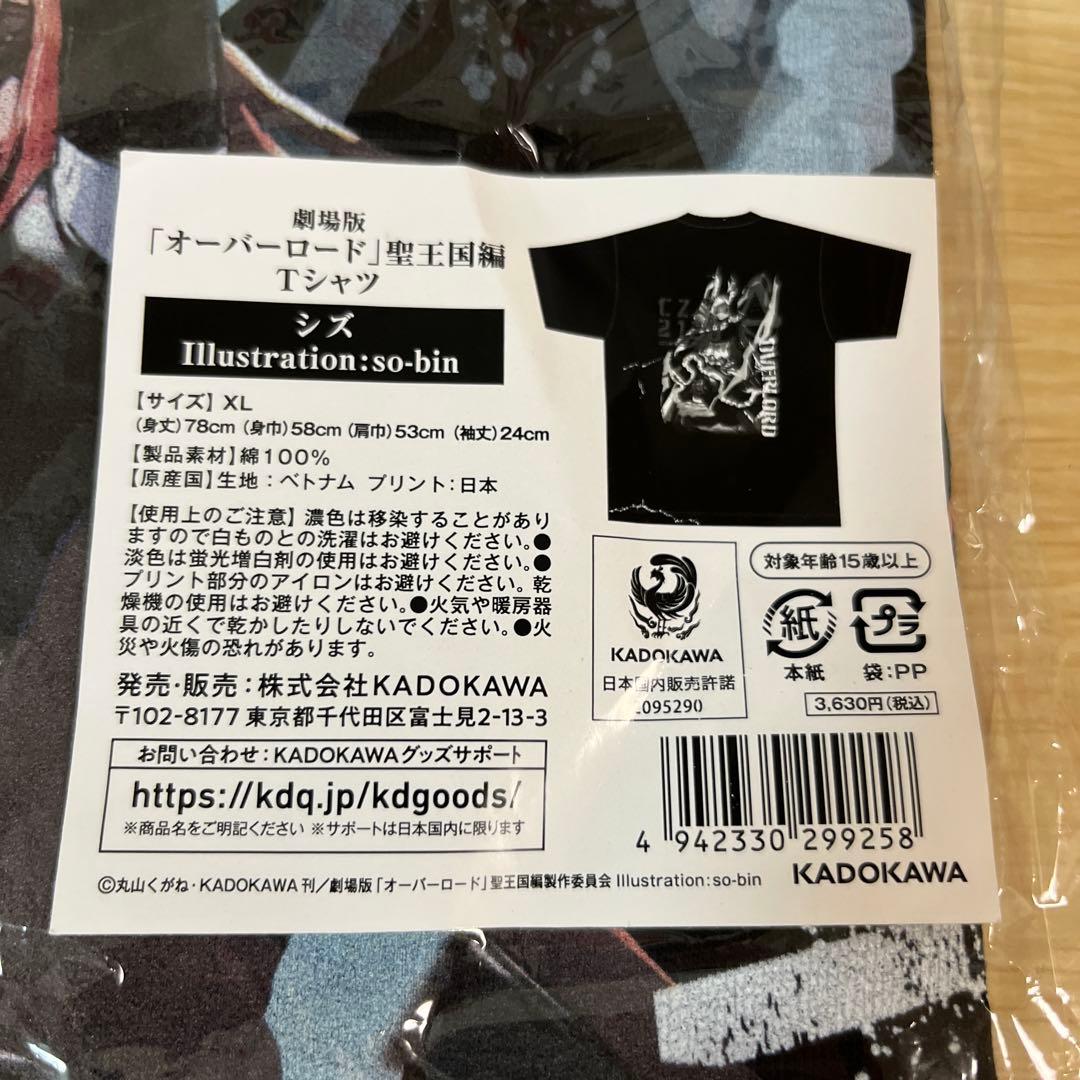 劇場版
「オーバーロード」聖王国編
Tシャツ
シズ
Illustration:so-bin
【サイズ】XL
(身丈)78cm (身巾)58cm (肩巾)53cm (袖丈)24cm
【製品素材】綿100%
【原産国】生地：ベトナム プリント：日本
【使用上のご注意】濃色は移染することがあり
ますので白ものとの洗濯はお避けください。●
淡色は蛍光増白剤の使用はお避けください。●
プリント部分のアイロンはお避けください。乾
燥機の使用はお避けください。●火気や暖房器
具の近くで乾かしたりしないでください。●火
災や火傷の恐れがあります。
発売・販売：株式会社KADOKAWA
〒102-8177 東京都千代田区富士見2-13-3
お問い合わせ：KADOKAWAグッズサポート
https://kdq.jp/kdgoods/
※商品名をご明記ください ※サポートは日本国内に限ります
©丸山くがね・KADOKAWA 刊／劇場版「オーバーロード」聖王国編製作委員会 Illustration:so-bin
OVERLORD
KADOKAWA
日本国内販売許諾
2095290
対象年齢15歳以上
紙
本紙
プラ
袋：PP
3,630円(税込)
4 942330 299258
KADOKAWA